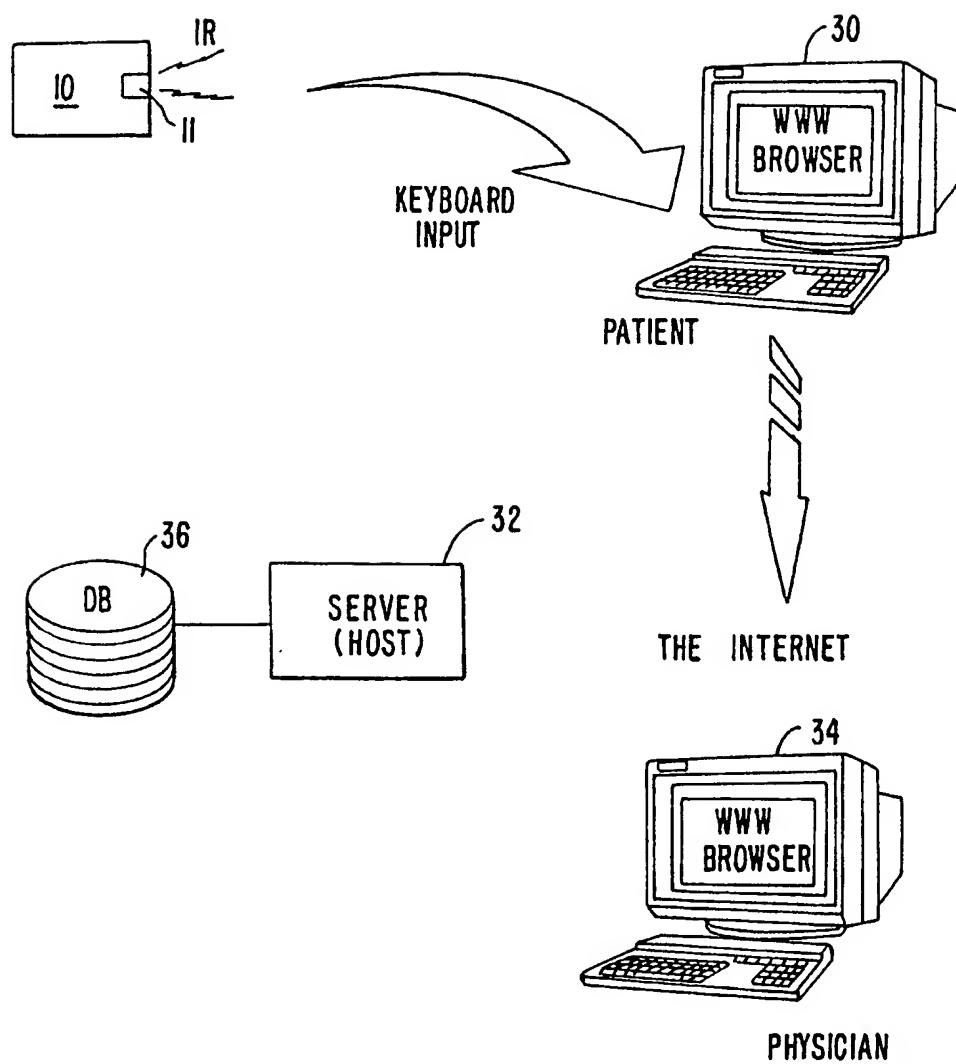 IR
10
11
30
WWW
BROWSER
KEYBOARD
INPUT
PATIENT
36
32
DB
SERVER
(HOST)
THE INTERNET
34
WWW
BROWSER
PHYSICIAN